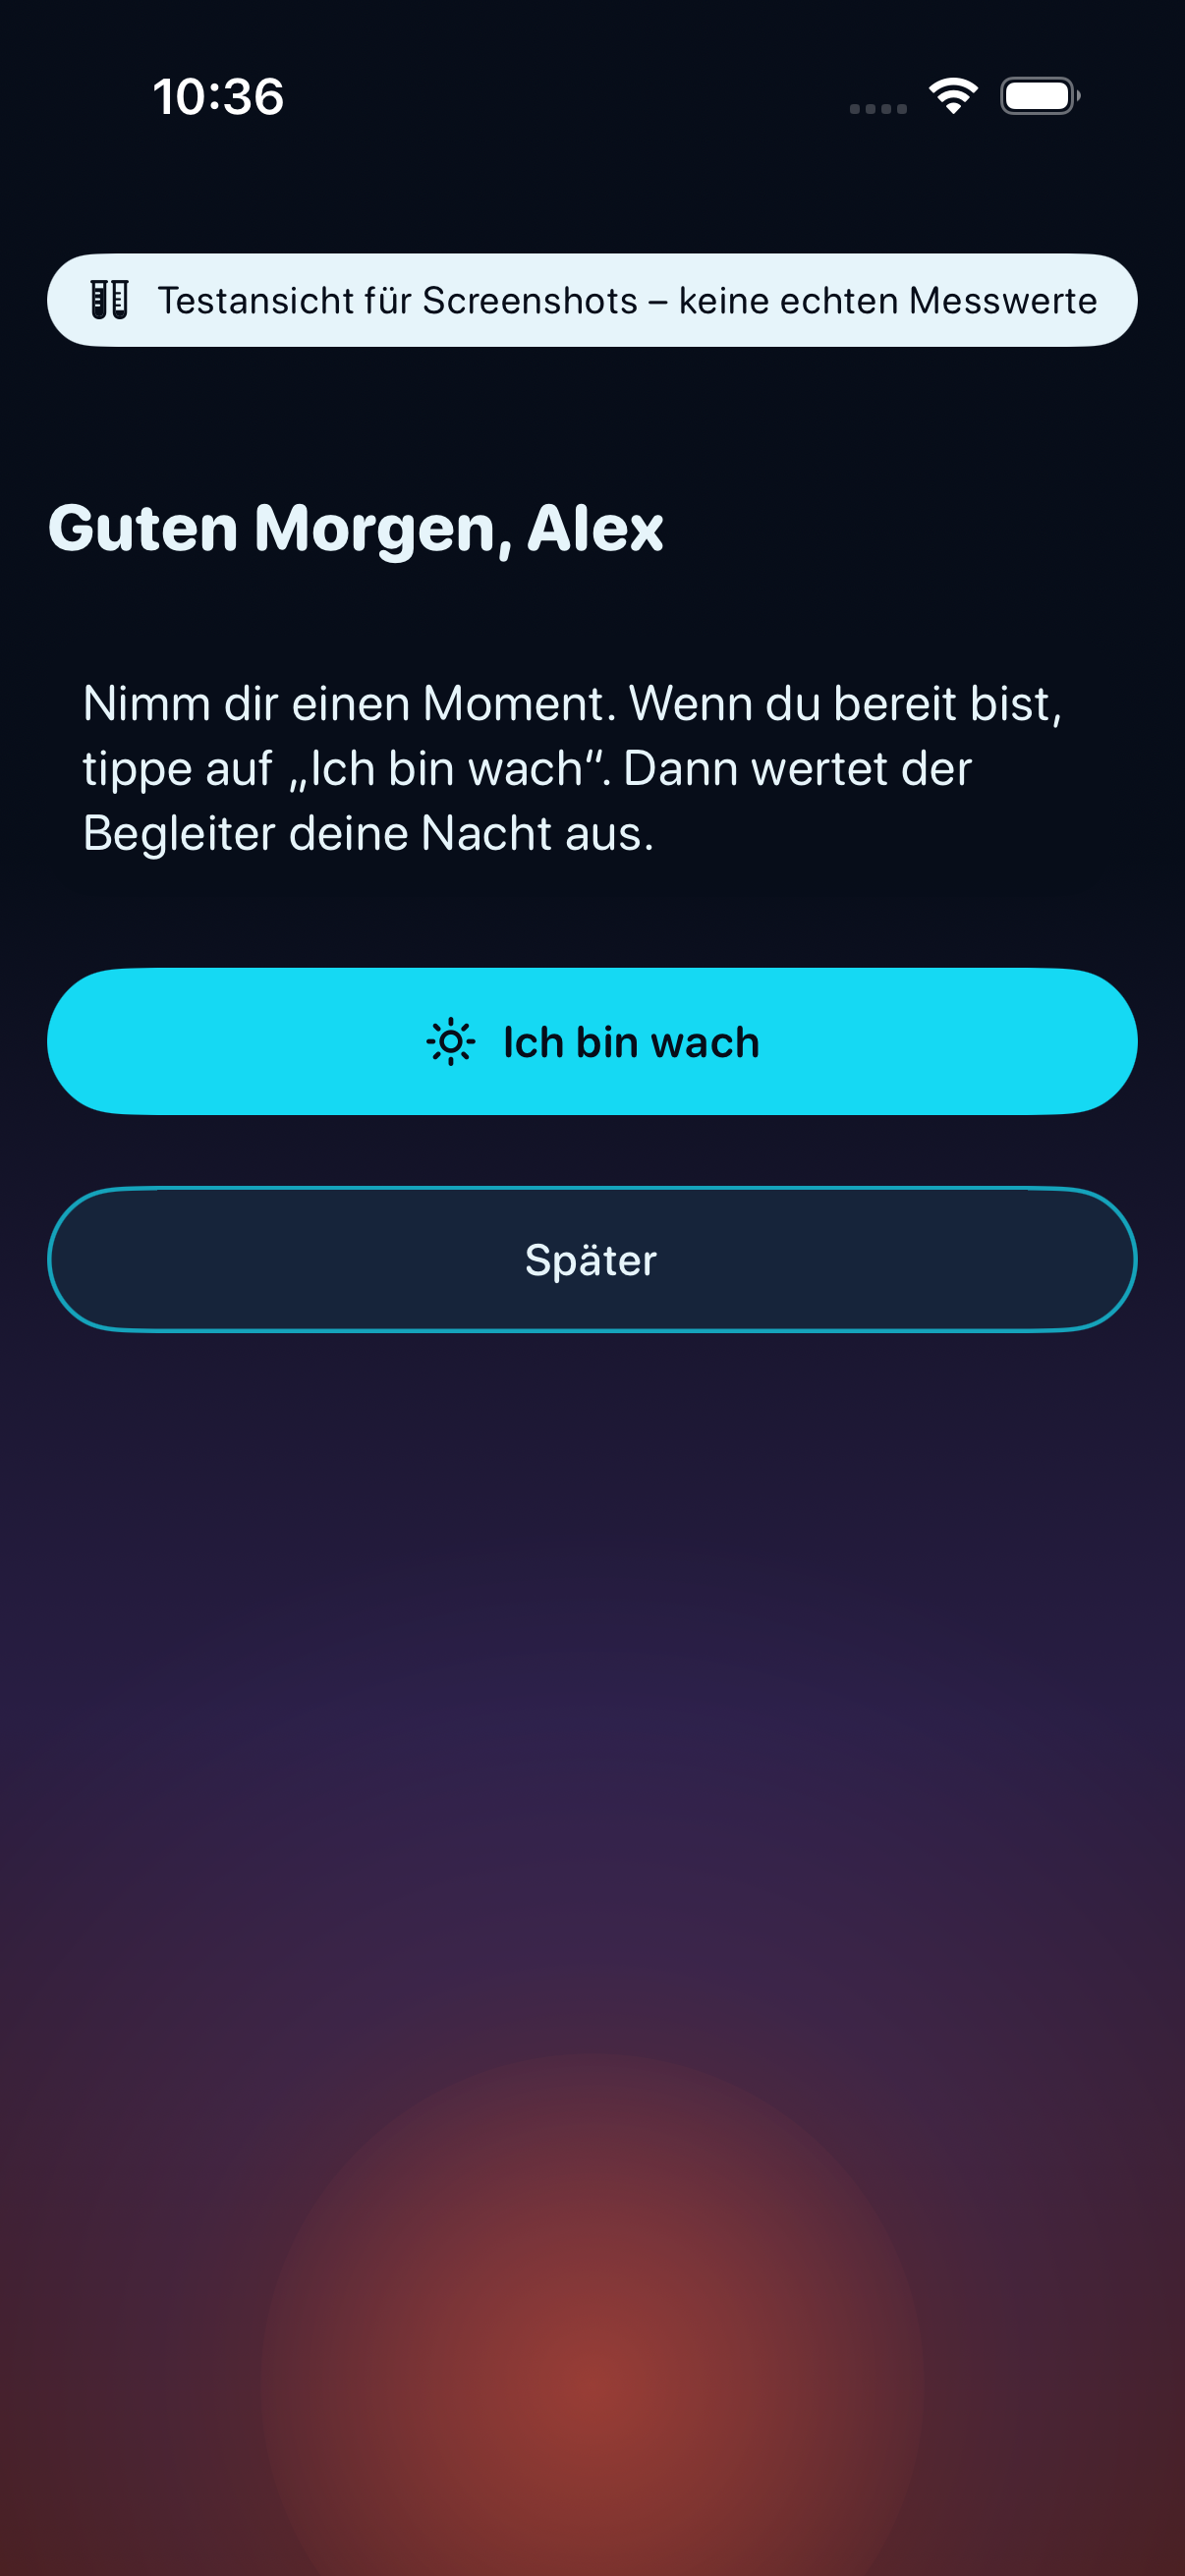 10:36
Testansicht für Screenshots – keine echten Messwerte
Guten Morgen, Alex
Nimm dir einen Moment. Wenn du bereit bist,
tippe auf „Ich bin wach“. Dann wertet der
Begleiter deine Nacht aus.
Ich bin wach
Später